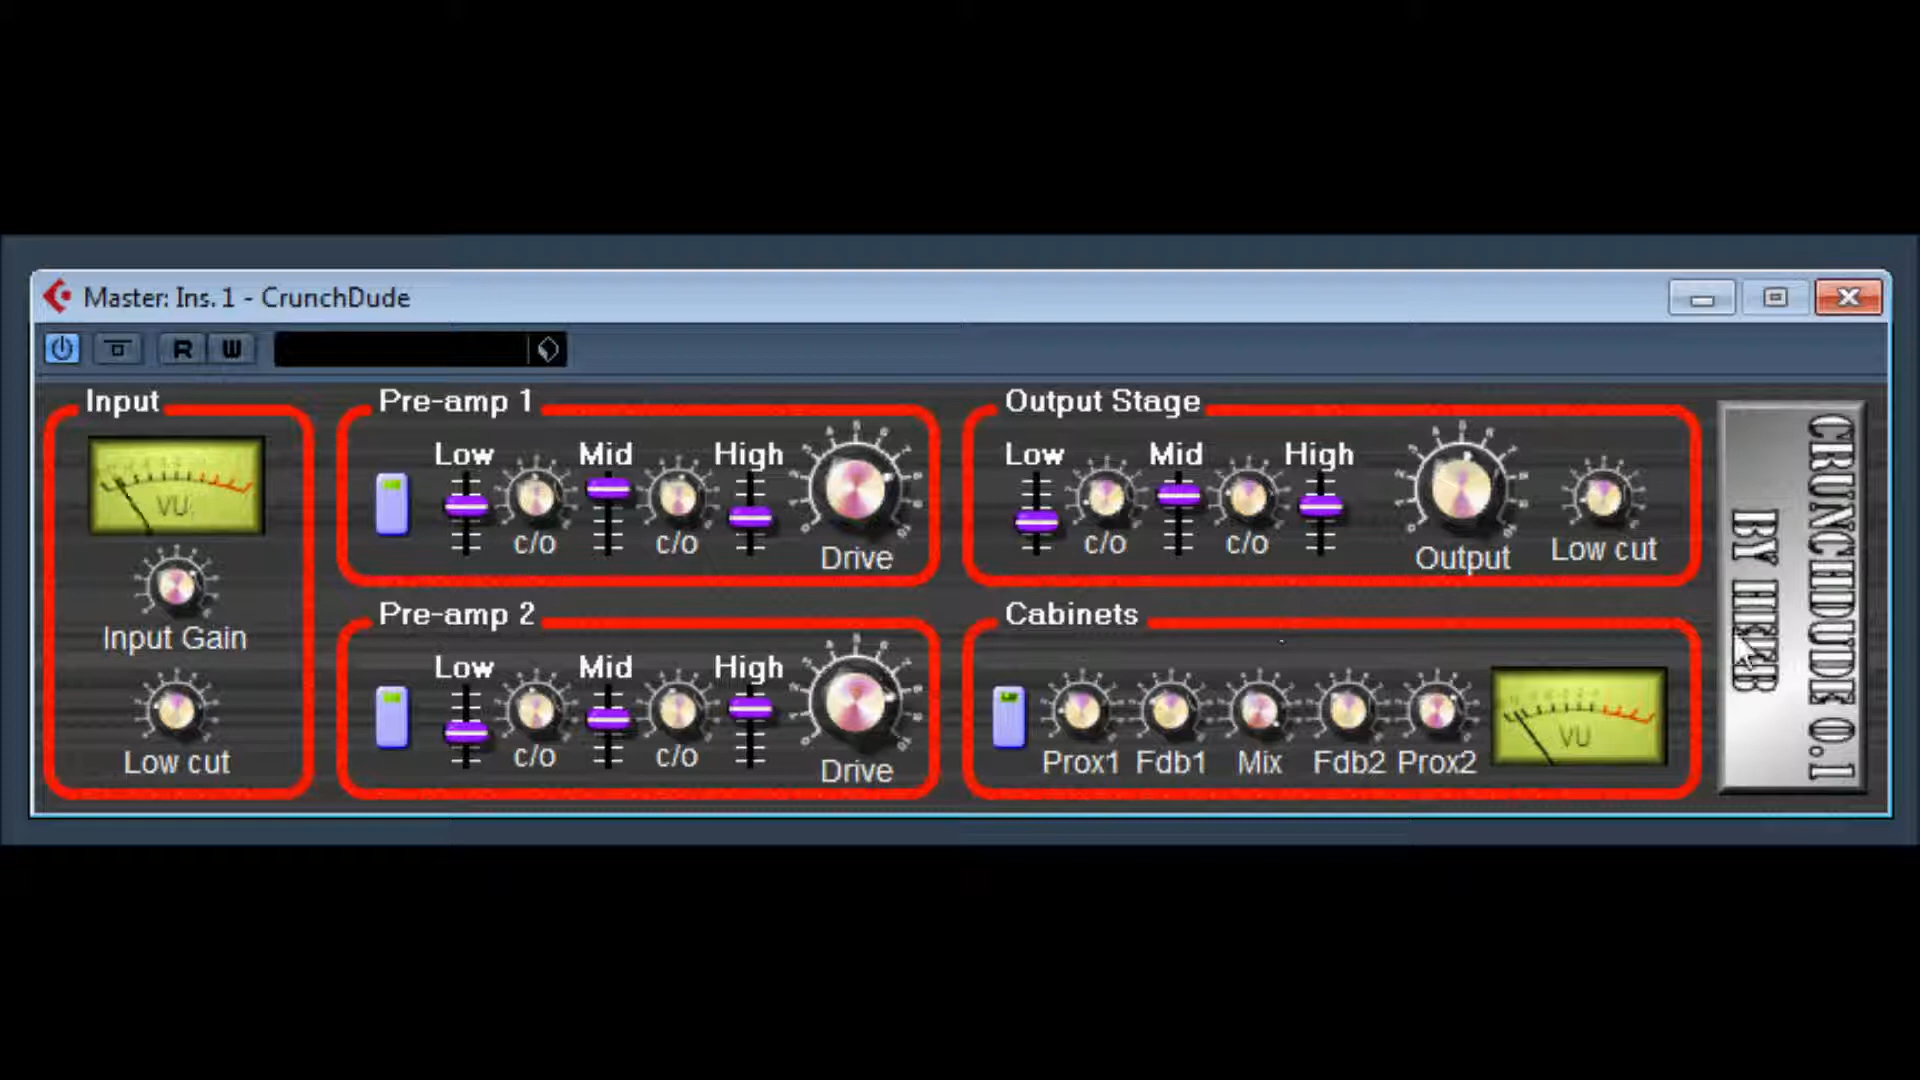 Master: Ins. 1 - CrunchDude
R W
Input
VU
Input Gain
Low cut
Pre-amp 1
Low Mid High
c/o c/o
Drive
Pre-amp 2
Low Mid High
c/o c/o
Drive
Output Stage
Low Mid High
c/o c/o
Output Low cut
Cabinets
Prox1 Fdb1 Mix Fdb2 Prox2
VU
CRUNCHDUDE 0.1